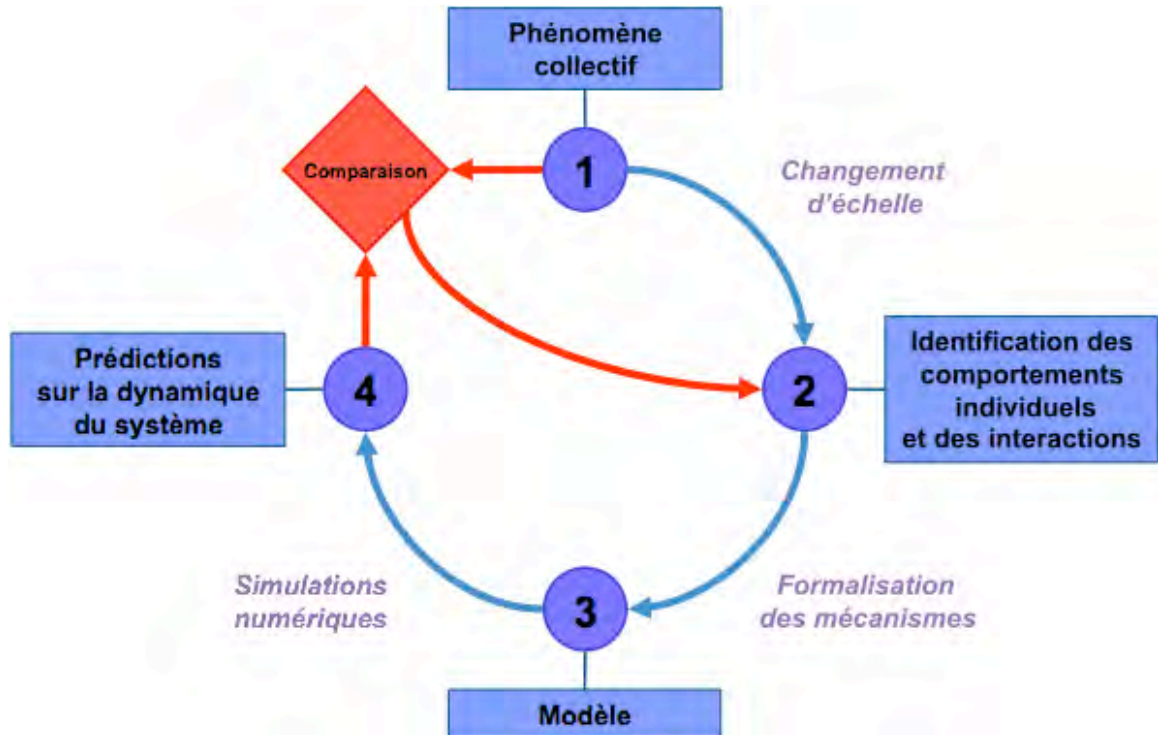 Phénomène
collectif
1
Comparaison
Changement
d'échelle
Prédictions
sur la dynamique
du système
4
2
Identification des
comportements
individuels
et des interactions
Simulations
numériques
3
Formalisation
des mécanismes
Modèle